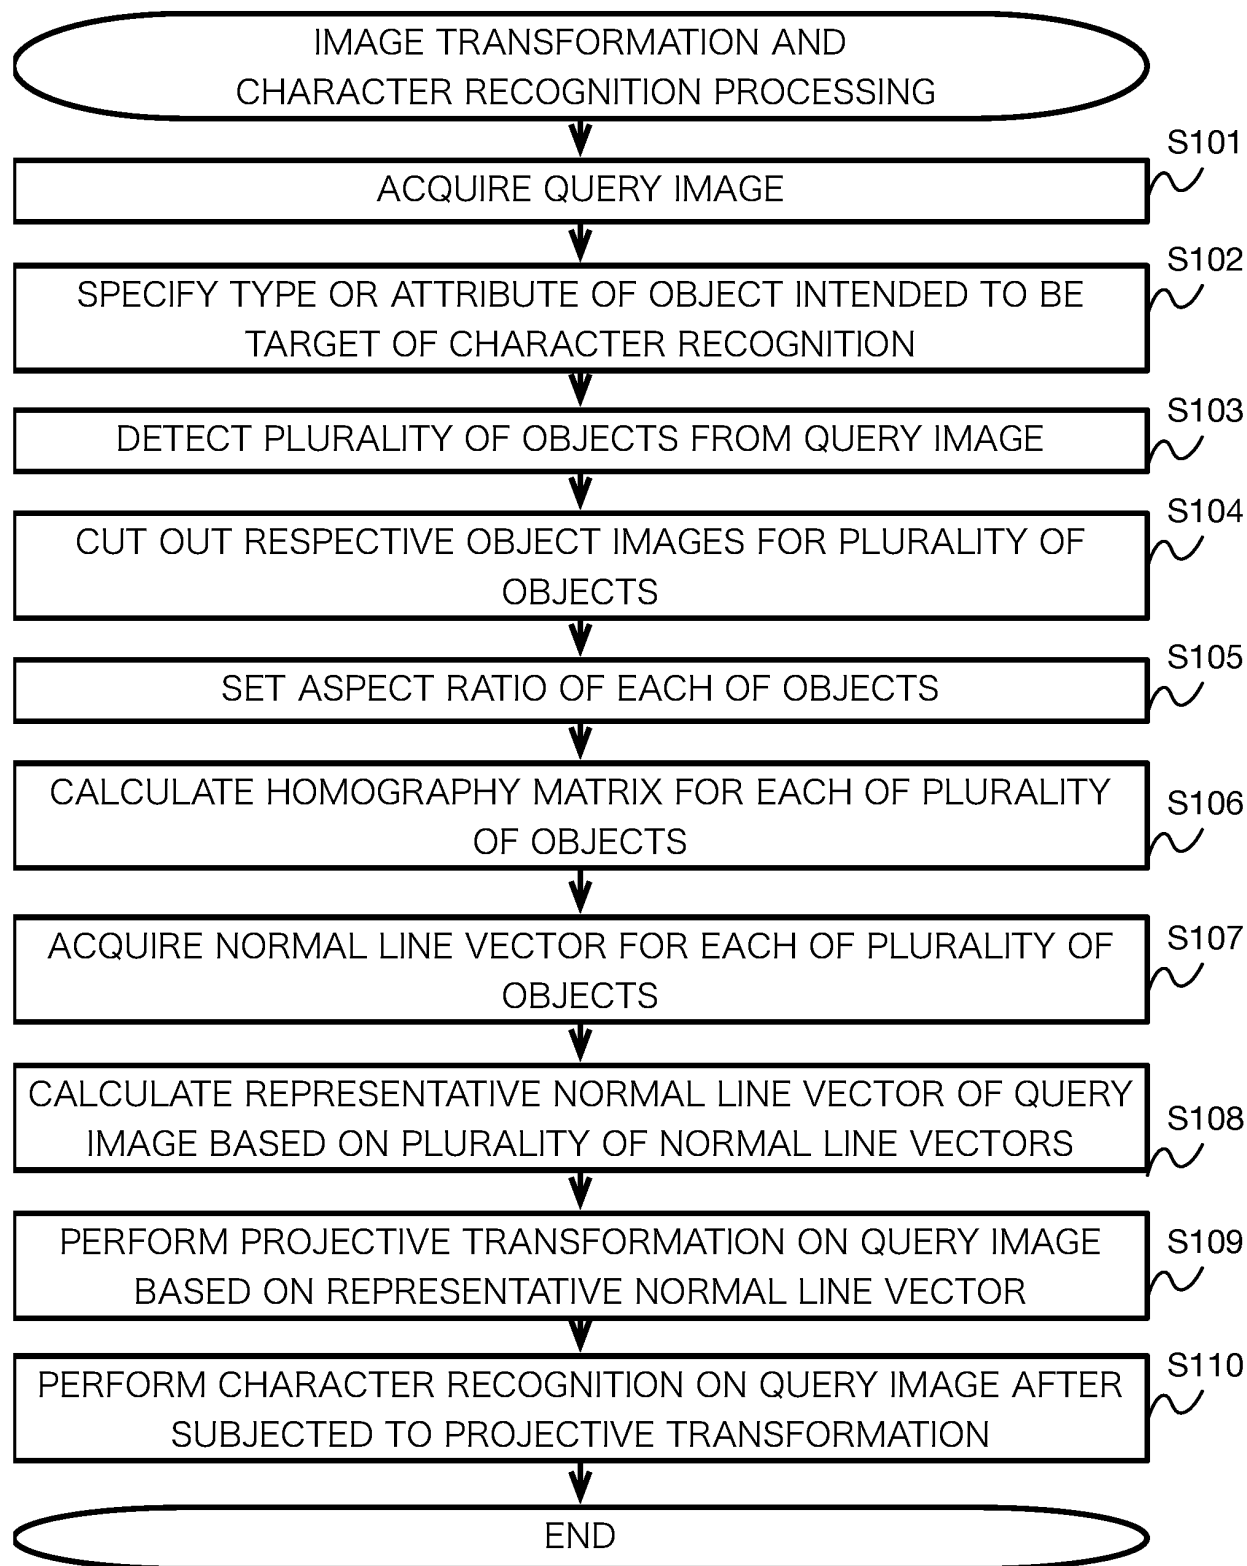 IMAGE TRANSFORMATION AND
CHARACTER RECOGNITION PROCESSING
S101
ACQUIRE QUERY IMAGE
S102
SPECIFY TYPE OR ATTRIBUTE OF OBJECT INTENDED TO BE
TARGET OF CHARACTER RECOGNITION
S103
DETECT PLURALITY OF OBJECTS FROM QUERY IMAGE
S104
CUT OUT RESPECTIVE OBJECT IMAGES FOR PLURALITY OF
OBJECTS
S105
SET ASPECT RATIO OF EACH OF OBJECTS
S106
CALCULATE HOMOGRAPHY MATRIX FOR EACH OF PLURALITY
OF OBJECTS
S107
ACQUIRE NORMAL LINE VECTOR FOR EACH OF PLURALITY OF
OBJECTS
S108
CALCULATE REPRESENTATIVE NORMAL LINE VECTOR OF QUERY
IMAGE BASED ON PLURALITY OF NORMAL LINE VECTORS
S109
PERFORM PROJECTIVE TRANSFORMATION ON QUERY IMAGE
BASED ON REPRESENTATIVE NORMAL LINE VECTOR
S110
PERFORM CHARACTER RECOGNITION ON QUERY IMAGE AFTER
SUBJECTED TO PROJECTIVE TRANSFORMATION
END